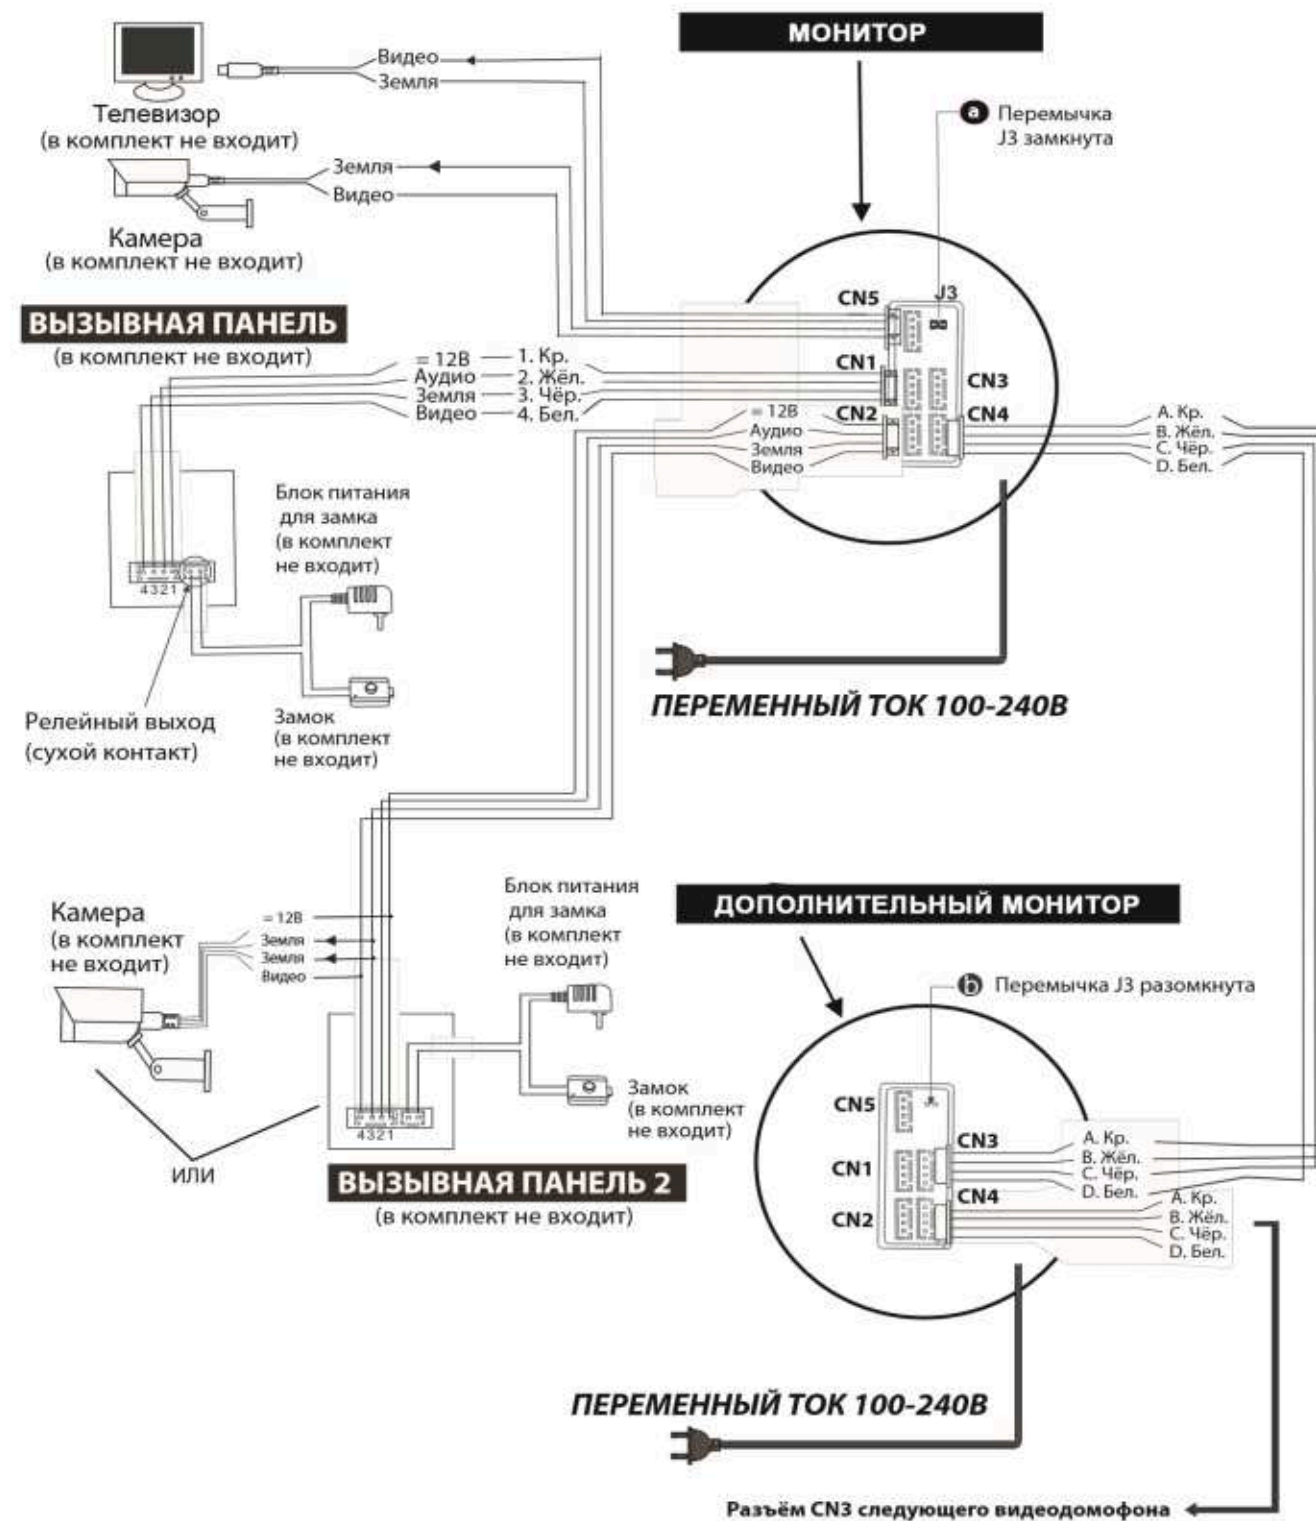 МОНИТОР
Видео
Земля
Телевизор
(в комплект не входит)
a Перемычка
J3 замкнута
Земля
Видео
Камера
(в комплект не входит)
ВЫЗЫВНАЯ ПАНЕЛЬ
(в комплект не входит)
CN5
J3
CN1
CN3
CN2
CN4
= 12В
1. Кр.
Аудио
2. Жёл.
Земля
3. Чёр.
Видео
4. Бел.
= 12В
Аудио
Земля
Видео
A. Кр.
B. Жёл.
C. Чёр.
D. Бел.
Блок питания
для замка
(в комплект
не входит)
4321
Релейный выход
(сухой контакт)
Замок
(в комплект
не входит)
ПЕРЕМЕННЫЙ ТОК 100-240В
Камера
(в комплект
не входит)
= 12В
Земля
Земля
Видео
Блок питания
для замка
(в комплект
не входит)
ДОПОЛНИТЕЛЬНЫЙ МОНИТОР
b Перемычка J3 разомкнута
Замок
(в комплект
не входит)
4321
ИЛИ
ВЫЗЫВНАЯ ПАНЕЛЬ 2
(в комплект не входит)
CN5
CN3
CN1
CN4
CN2
A. Кр.
B. Жёл.
C. Чёр.
D. Бел.
A. Кр.
B. Жёл.
C. Чёр.
D. Бел.
ПЕРЕМЕННЫЙ ТОК 100-240В
Разъём CN3 следующего видеодомофона